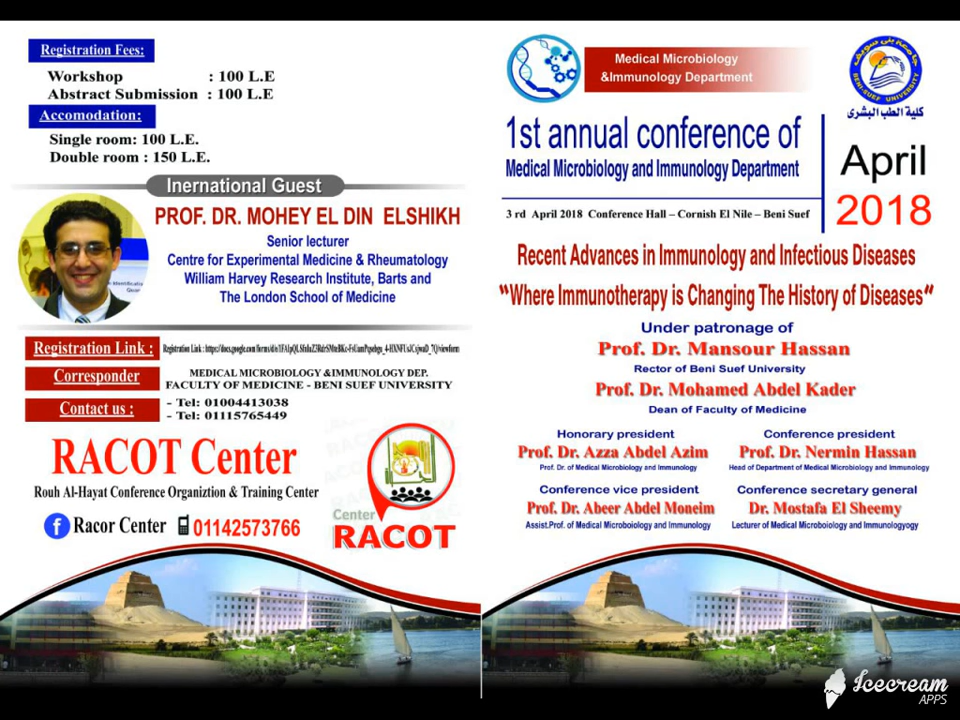 Registration Fees:
Workshop : 100 L.E
Abstract Submission : 100 L.E
Accomodation:
Single room: 100 L.E.
Double room : 150 L.E.
Inernational Guest
PROF. DR. MOHEY EL DIN ELSHIKH
Senior lecturer
Centre for Experimental Medicine & Rheumatology
William Harvey Research Institute, Barts and
The London School of Medicine
Registration Link :
Registration Link :
Corresponder
MEDICAL MICROBIOLOGY &IMMUNOLOGY DEP.
FACULTY OF MEDICINE - BENI SUEF UNIVERSITY
Contact us :
- Tel: 01004413038
- Tel: 01115765449
RACOT Center
Rouh Al-Hayat Conference Organiztion & Training Center
Racor Center 01142573766
Center
RACOT
Medical Microbiology
&Immunology Department
جامعة بنى سويف
BENI-SUEF UNIVERSITY
كلية الطب البشرى
1st annual conference of
Medical Microbiology and Immunology Department
April
2018
3 rd April 2018 Conference Hall – Cornish El Nile – Beni Suef
Recent Advances in Immunology and Infectious Diseases
“Where Immunotherapy is Changing The History of Diseases“
Under patronage of
Prof. Dr. Mansour Hassan
Rector of Beni Suef University
Prof. Dr. Mohamed Abdel Kader
Dean of Faculty of Medicine
Honorary president
Prof. Dr. Azza Abdel Azim
Prof. Dr. of Medical Microbiology and Immunology
Conference president
Prof. Dr. Nermin Hassan
Head of Department of Medical Microbiology and Immunology
Conference vice president
Prof. Dr. Abeer Abdel Moneim
Assist.Prof. of Medical Microbiology and Immunology
Conference secretary general
Dr. Mostafa El Sheemy
Lecturer of Medical Microboiology and Immunologyogy
Icecream
APPS